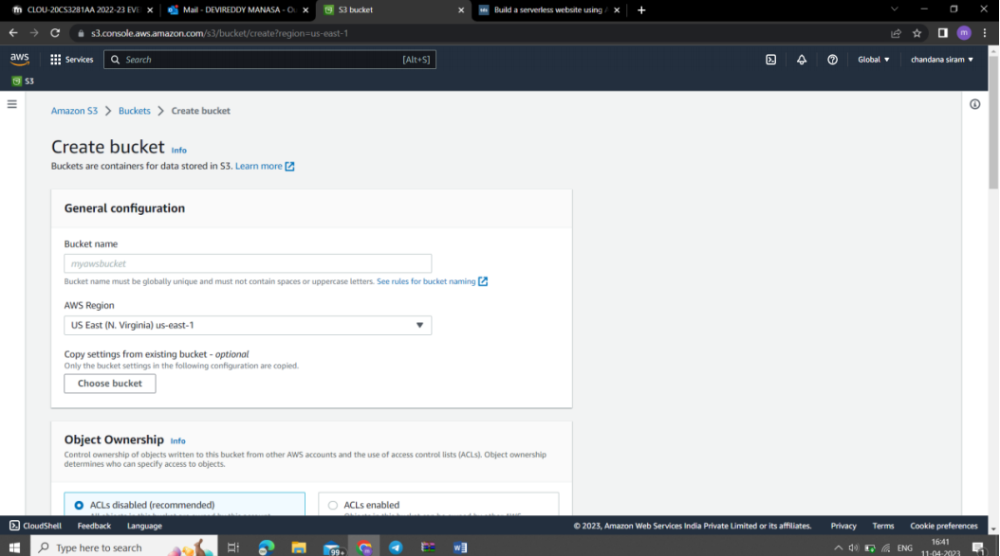 CLOU-20CS3281AA 2022-23 EVE
Mail - DEVIREDDY MANASA - Ou
S3 bucket
Build a serverless website using A
s3.console.aws.amazon.com/s3/bucket/create?region=us-east-1
m
aws
Services
Search
[Alt+S]
Global
chandana siram
S3
Amazon S3
Buckets
Create bucket
Create bucket Info
Buckets are containers for data stored in S3. Learn more
General configuration
Bucket name
myawsbucket
Bucket name must be globally unique and must not contain spaces or uppercase letters. See rules for bucket naming
AWS Region
US East (N. Virginia) us-east-1
Copy settings from existing bucket - optional
Only the bucket settings in the following configuration are copied.
Choose bucket
Object Ownership Info
Control ownership of objects written to this bucket from other AWS accounts and the use of access control lists (ACLs). Object ownership
determines who can specify access to objects.
ACLs disabled (recommended)
ACLs enabled
CloudShell
Feedback
Language
© 2023, Amazon Web Services India Private Limited or its affiliates.
Privacy
Terms
Cookie preferences
Type here to search
99+
ENG
16:41
11-04-2023